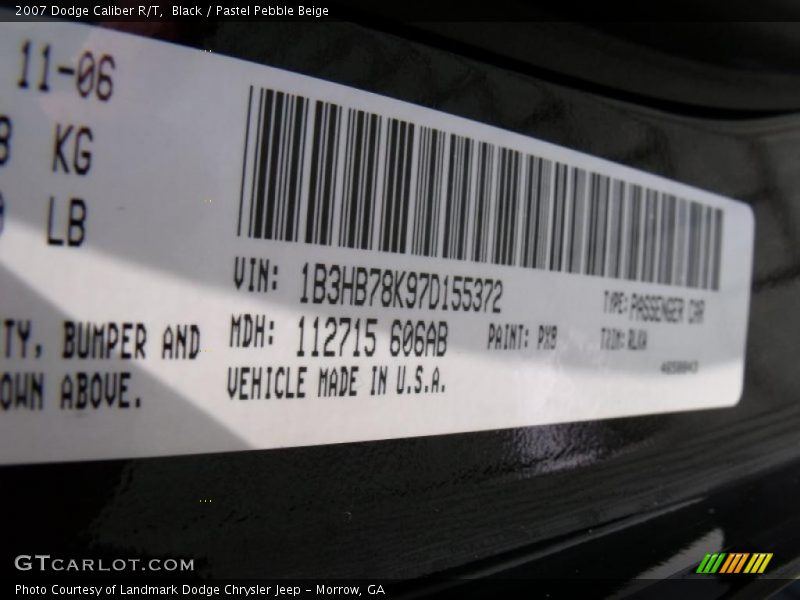 2007 Dodge Caliber R/T,  Black / Pastel Pebble Beige
11-06
KG
LB
VIN: 1B3HB78K97D155372
TYPE: PASSENGER CAR
TY, BUMPER AND
MDH: 112715 606AB
PAINT: PX8
TRIM:
OWN ABOVE.
VEHICLE MADE IN U.S.A.
GTCARLOT.COM
Photo Courtesy of Landmark Dodge Chrysler Jeep - Morrow, GA